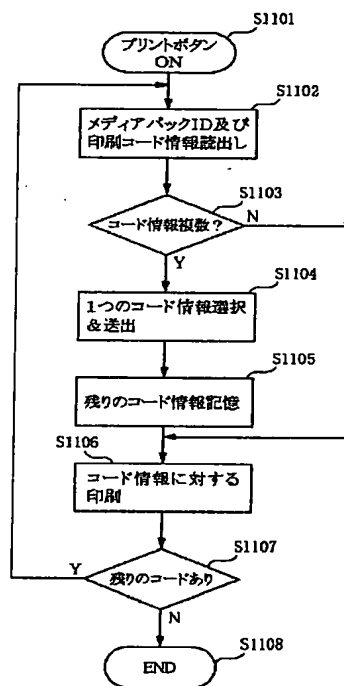 S1101
プリントボタン
ON
S1102
メディアパックID及び
印刷コード情報読出し
S1103
コード情報複数?
N
Y
S1104
1つのコード情報選択
&送出
S1105
残りのコード情報記憶
S1106
コード情報に対する
印刷
S1107
Y
残りのコードあり
N
S1108
END